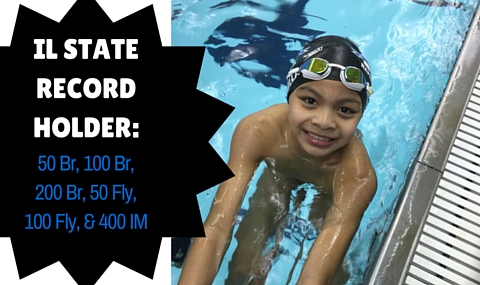 IL STATE
RECORD
HOLDER:
50 Br, 100 Br,
200 Br, 50 Fly,
100 Fly, & 400 IM